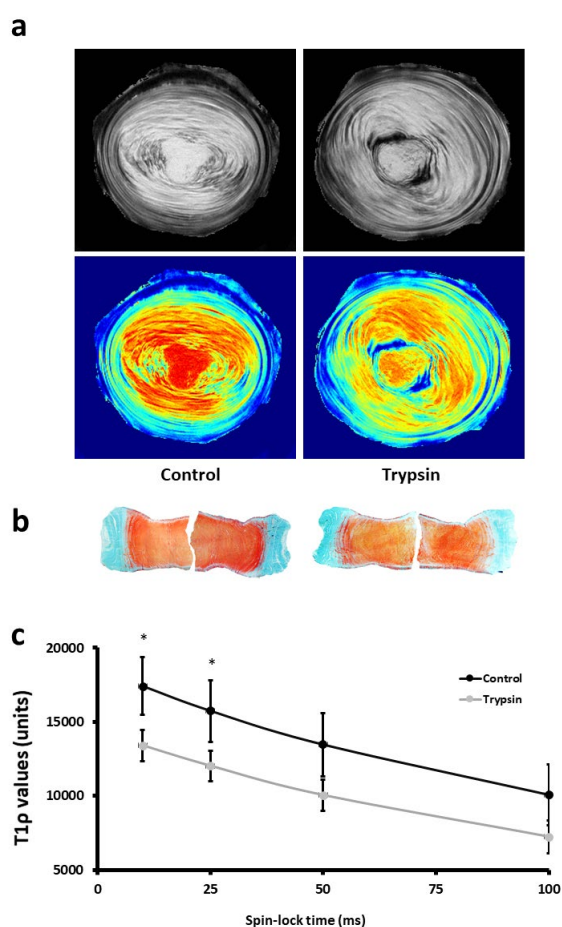 a
Control Trypsin
b
c
20000
15000
10000
5000
T1ρ values (units)
* *
Control
Trypsin
0 25 50 75 100
Spin-lock time (ms)